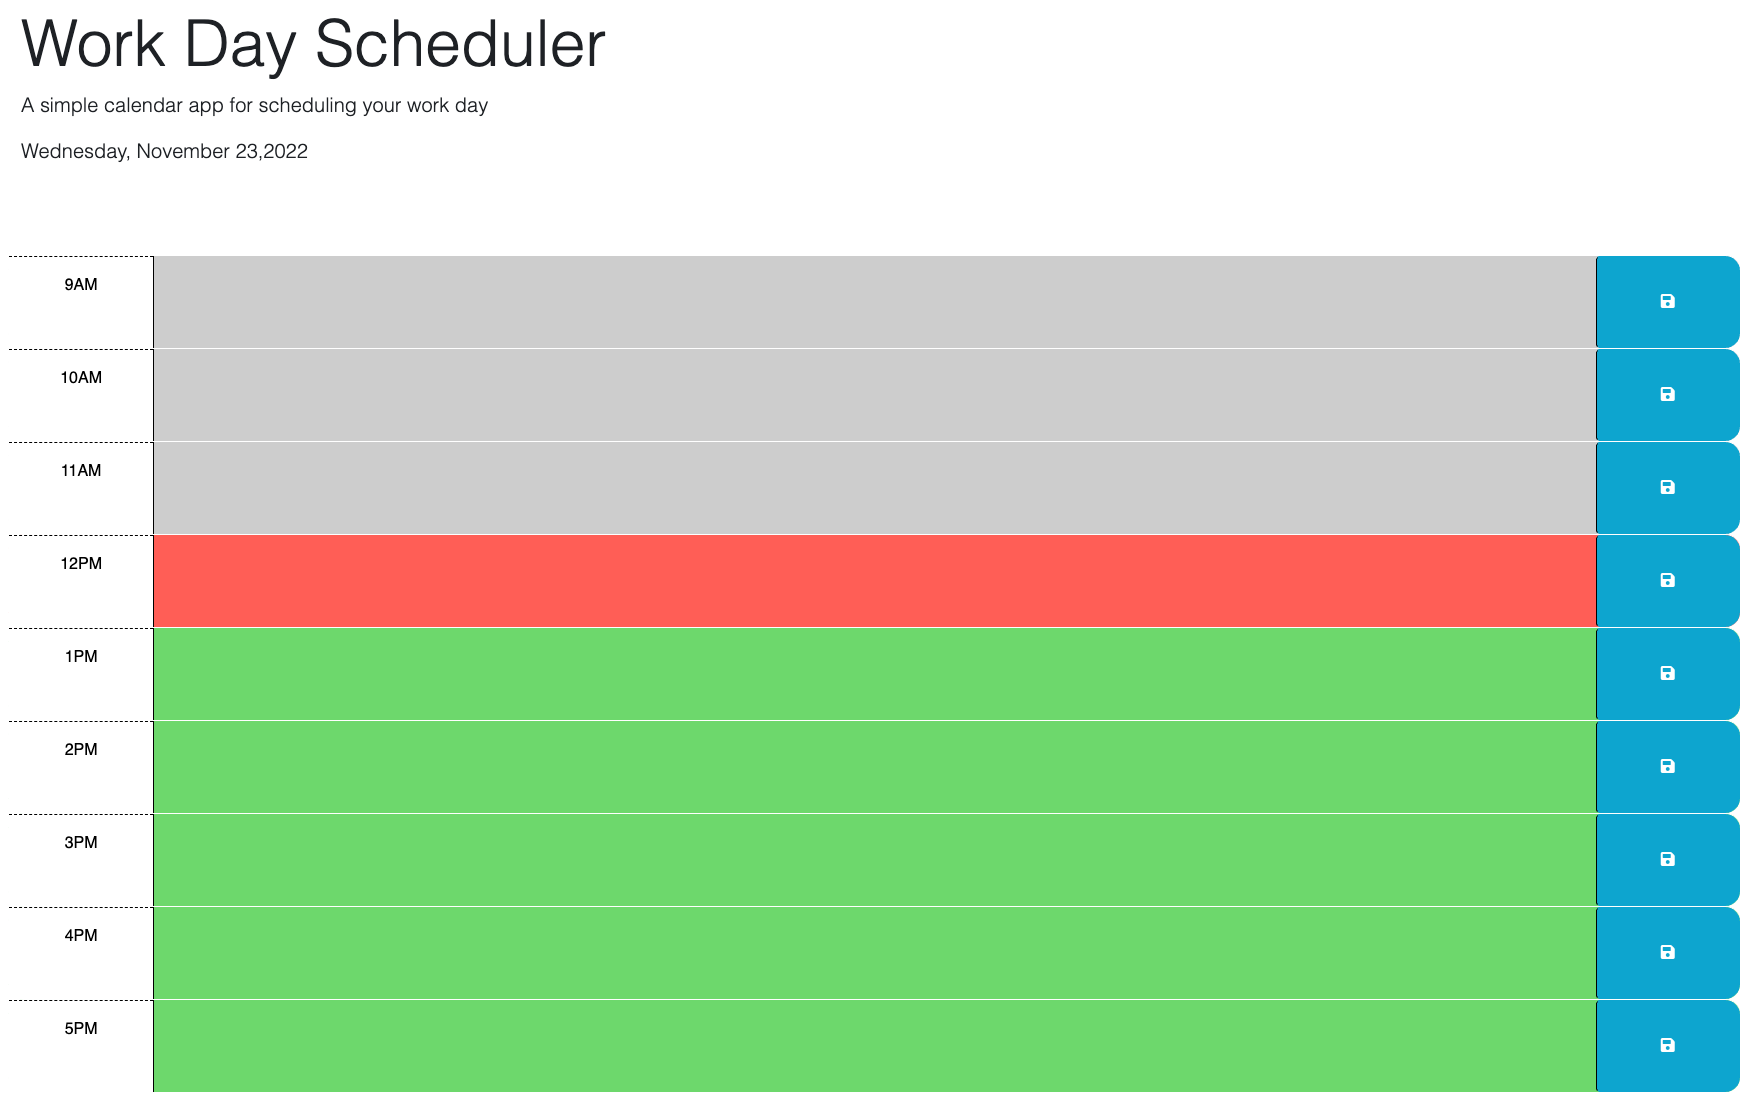 Work Day Scheduler
A simple calendar app for scheduling your work day
Wednesday, November 23,2022
9AM
10AM
11AM
12PM
1PM
2PM
3PM
4PM
5PM